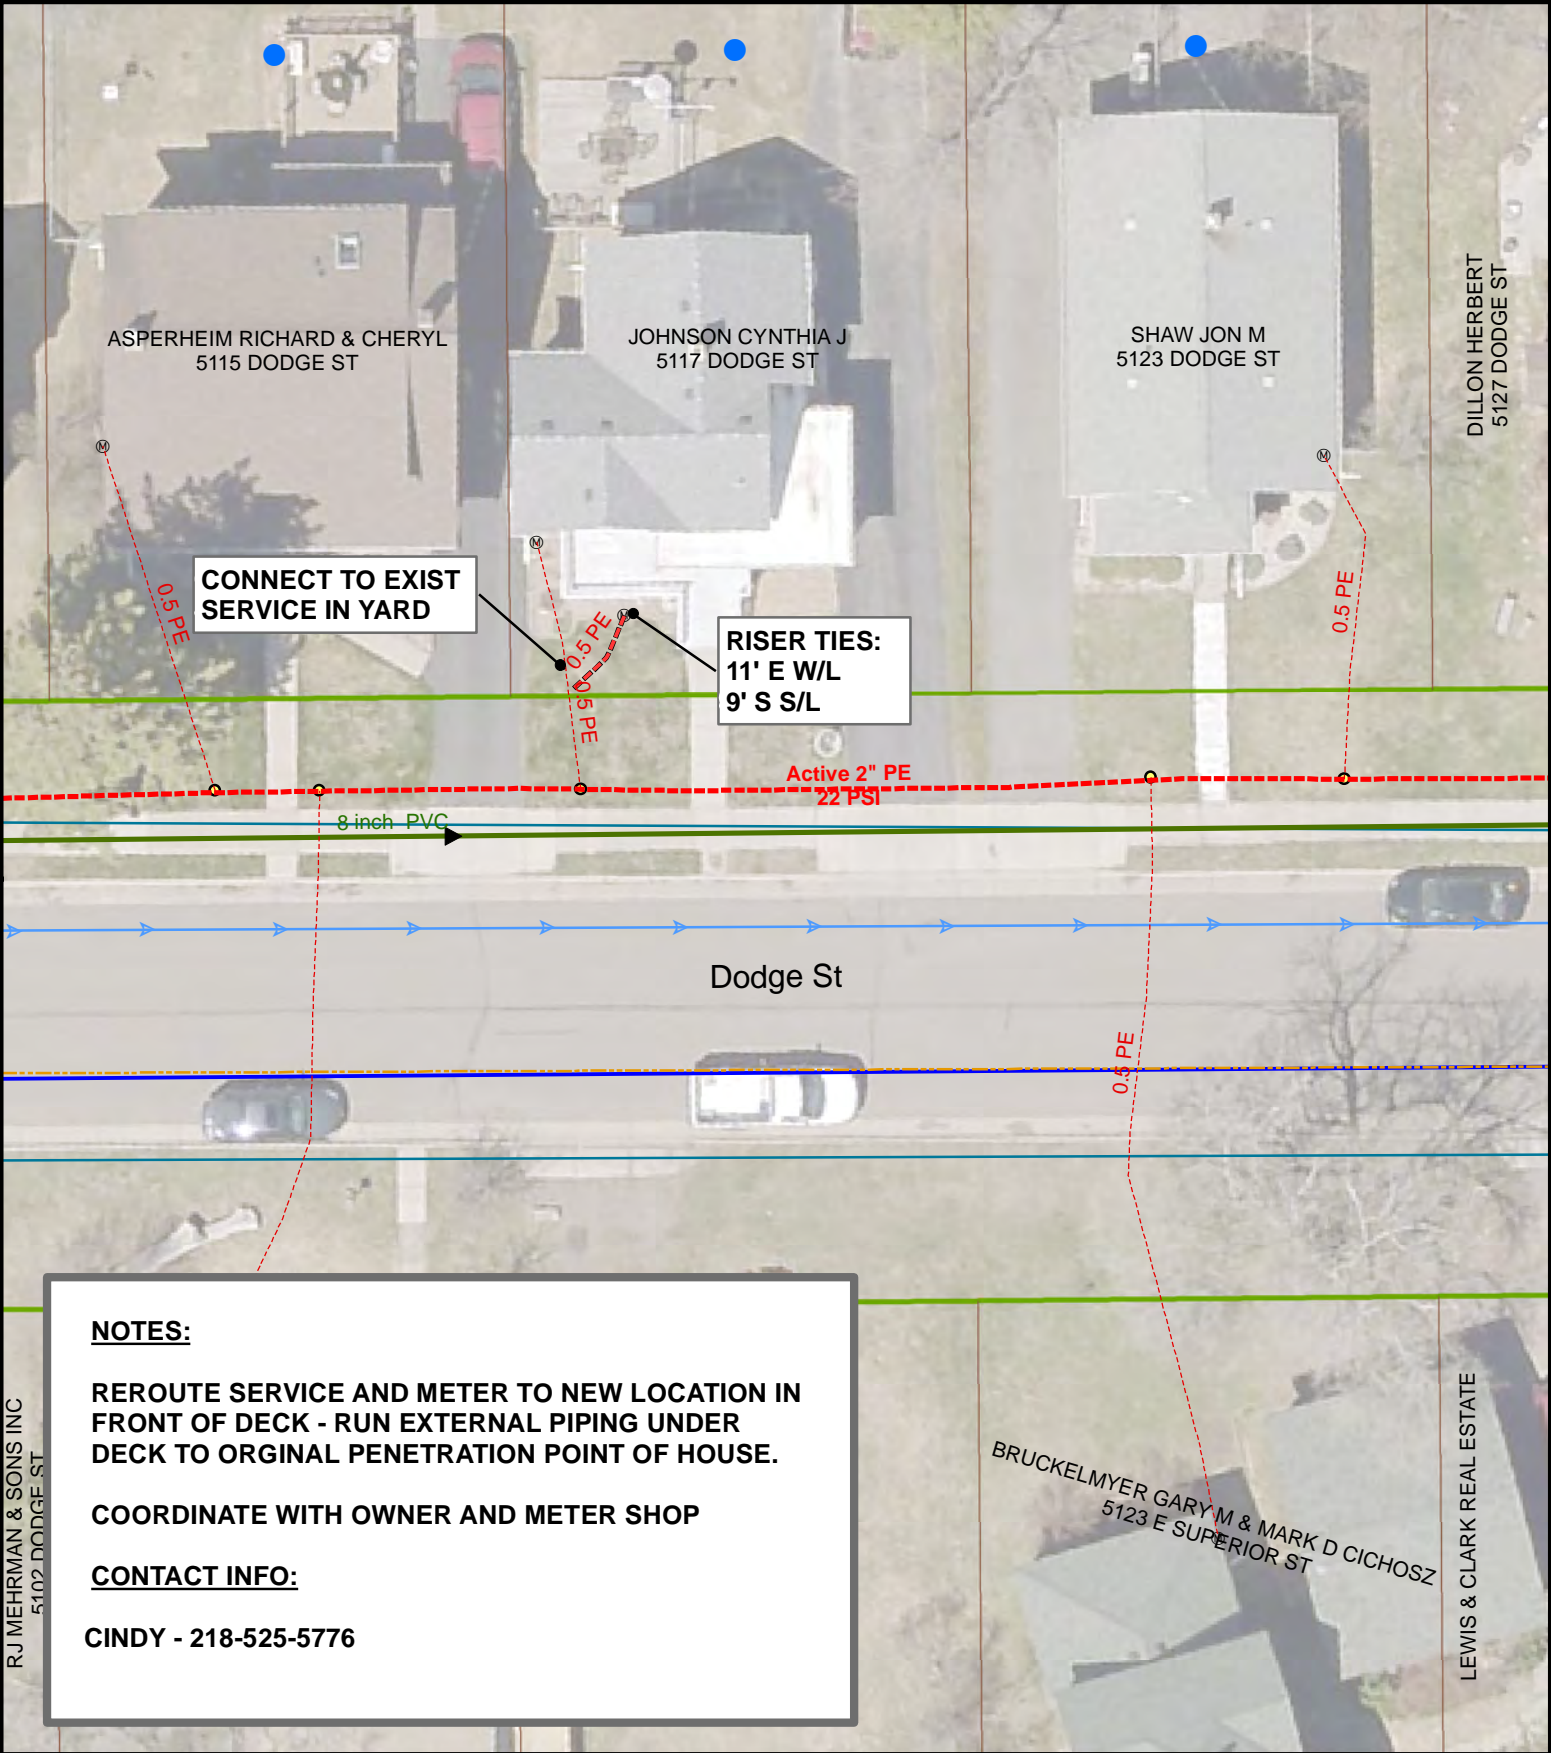 ASPERHEIM RICHARD & CHERYL
5115 DODGE ST
JOHNSON CYNTHIA J
5117 DODGE ST
SHAW JON M
5123 DODGE ST
DILLON HERBERT
5127 DODGE ST
M
M
M
M
CONNECT TO EXIST
SERVICE IN YARD
0.5 PE
0.5 PE
0.5 PE
0.5 PE
RISER TIES:
11' E W/L
9' S S/L
Active 2" PE
22 PSI
8 inch PVC
Dodge St
0.5 PE
NOTES:
REROUTE SERVICE AND METER TO NEW LOCATION IN
FRONT OF DECK - RUN EXTERNAL PIPING UNDER
DECK TO ORGINAL PENETRATION POINT OF HOUSE.
COORDINATE WITH OWNER AND METER SHOP
CONTACT INFO:
CINDY - 218-525-5776
RJ MEHRMAN & SONS INC
5102 DODGE ST
BRUCKELMYER GARY M & MARK D CICHOSZ
5123 E SUPERIOR ST
LEWIS & CLARK REAL ESTATE